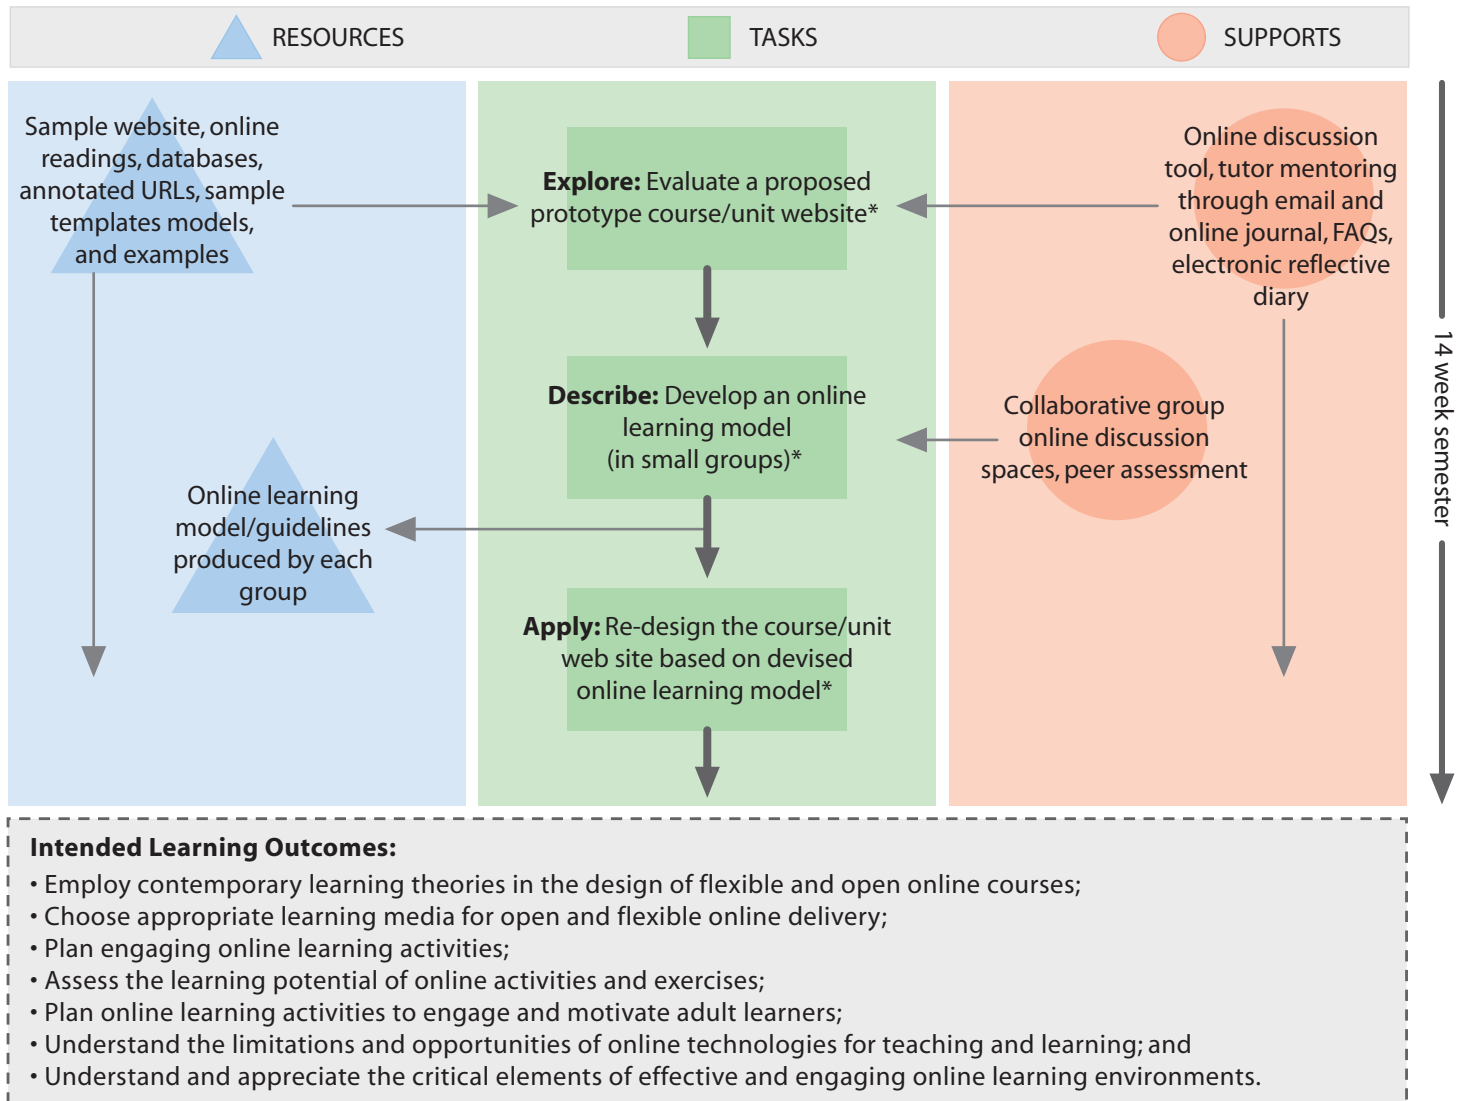 RESOURCES
TASKS
SUPPORTS
Sample website, online
readings, databases,
annotated URLs, sample
templates models,
and examples
Explore: Evaluate a proposed
prototype course/unit website*
Online discussion
tool, tutor mentoring
through email and
online journal, FAQs,
electronic reflective
diary
Describe: Develop an online
learning model
(in small groups)*
Collaborative group
online discussion
spaces, peer assessment
Online learning
model/guidelines
produced by each
group
Apply: Re-design the course/unit
web site based on devised
online learning model*
14 week semester
Intended Learning Outcomes:
• Employ contemporary learning theories in the design of flexible and open online courses;
• Choose appropriate learning media for open and flexible online delivery;
• Plan engaging online learning activities;
• Assess the learning potential of online activities and exercises;
• Plan online learning activities to engage and motivate adult learners;
• Understand the limitations and opportunities of online technologies for teaching and learning; and
• Understand and appreciate the critical elements of effective and engaging online learning environments.